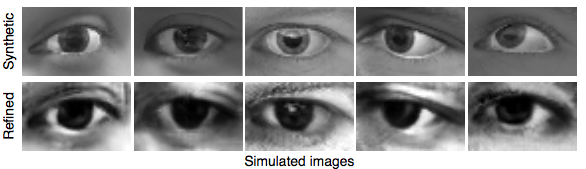 Synthetic
Refined
Simulated images